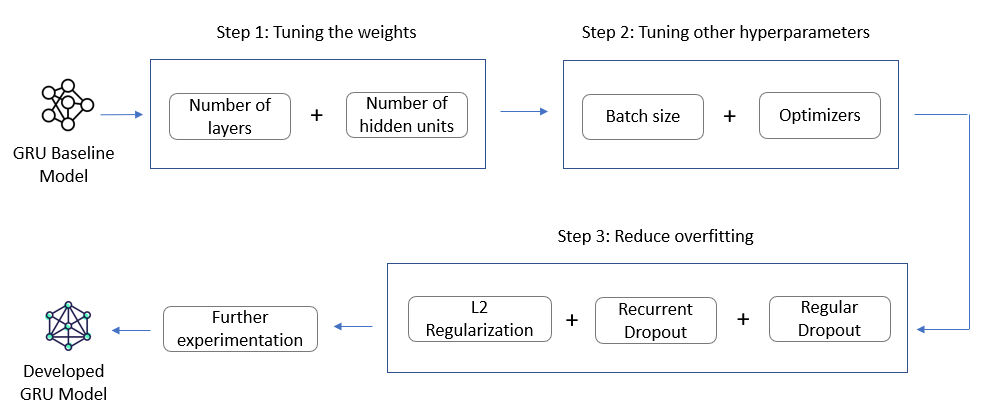 Step 1: Tuning the weights
Step 2: Tuning other hyperparameters
GRU Baseline
Model
Number of
layers
+
Number of
hidden units
Batch size
+
Optimizers
Step 3: Reduce overfitting
L2
Regularization
+
Recurrent
Dropout
+
Regular
Dropout
Further
experimentation
Developed
GRU Model